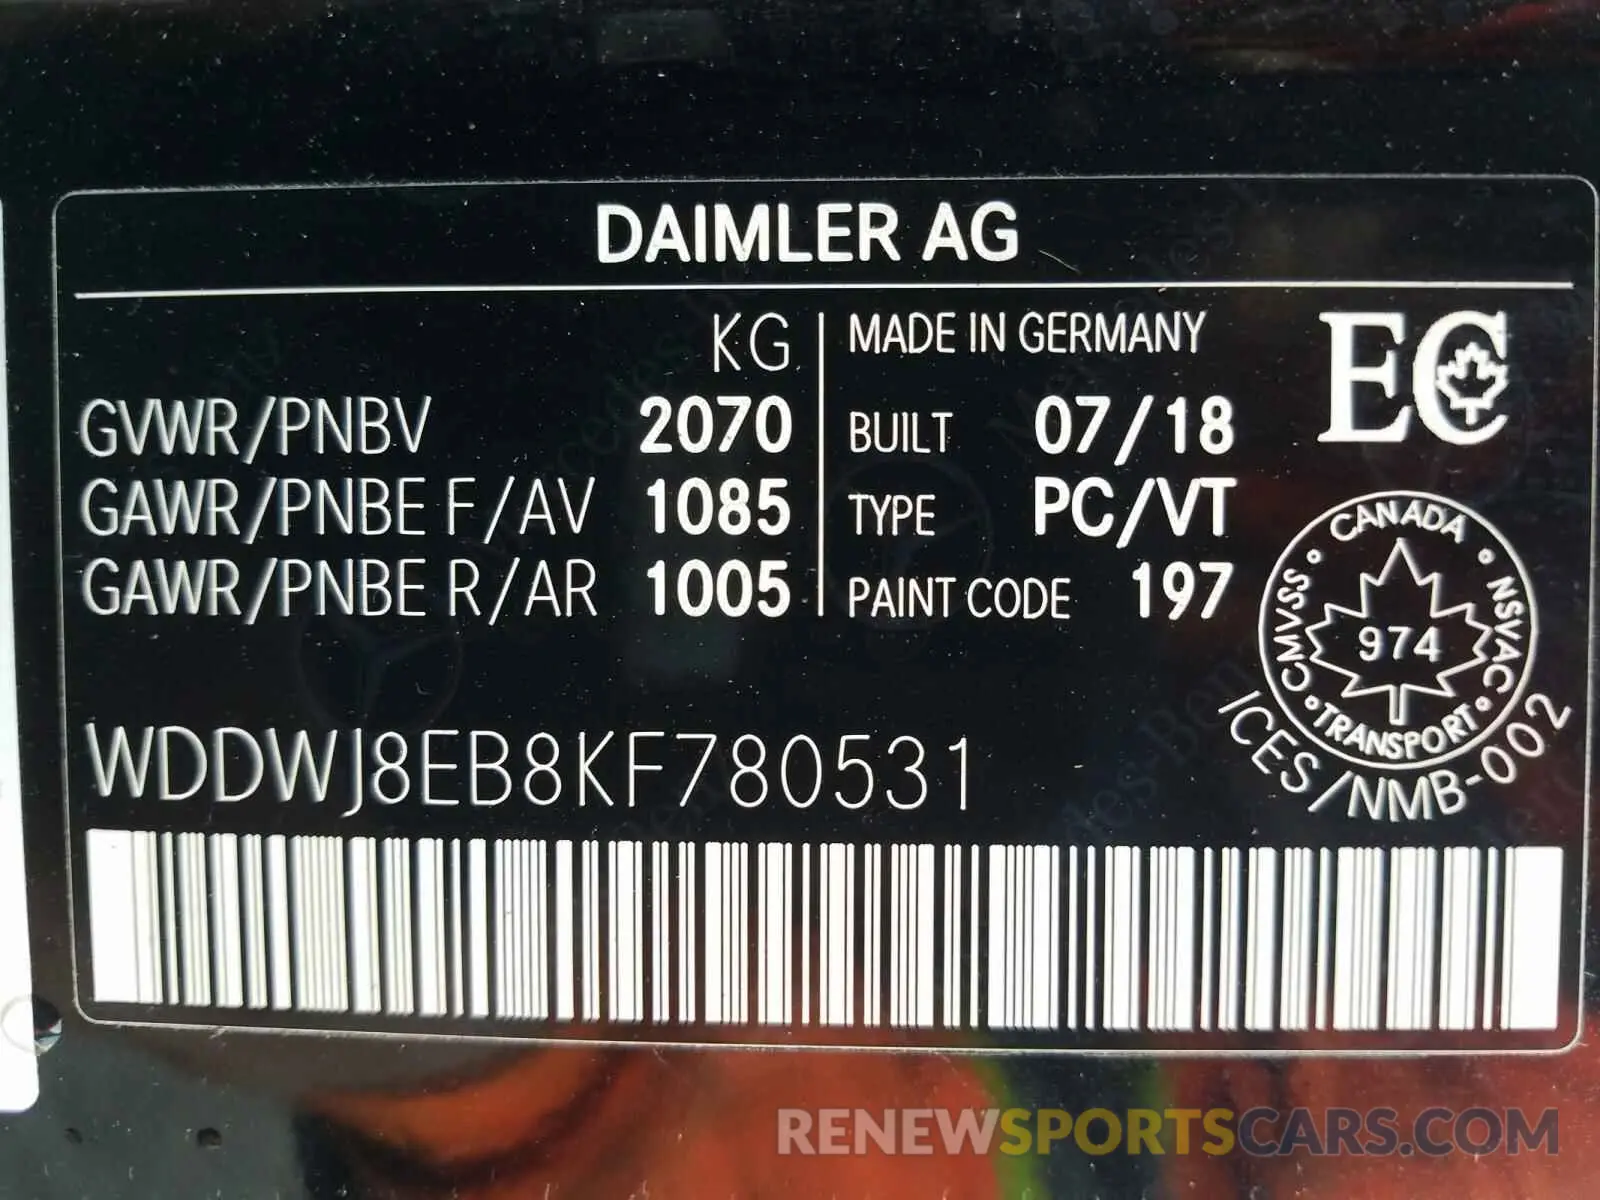 DAIMLER AG
KG
GVWR/PNBV 2070
GAWR/PNBE F/AV 1085
GAWR/PNBE R/AR 1005
MADE IN GERMANY
BUILT 07/18
TYPE PC/VT
PAINT CODE 197
EC
CANADA
CMVSS • NSVAC
974
TRANSPORT
ICES/NMB-002
WDDWJ8EB8KF780531
RENEWSPORTSCARS.COM